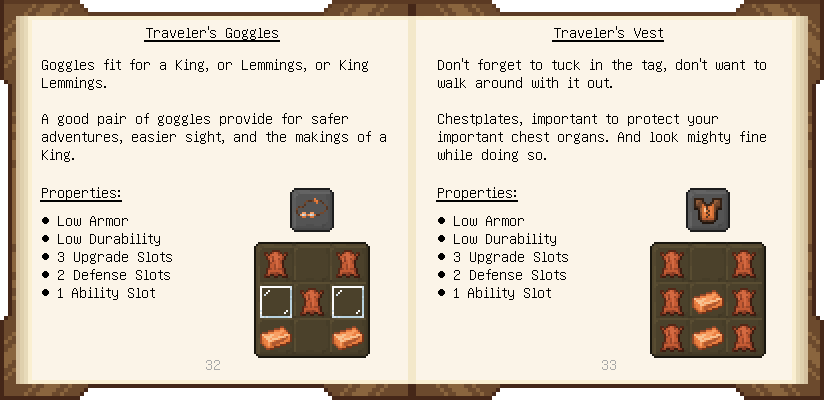 Traveler's Goggles
Goggles fit for a King, or Lemmings, or King
Lemmings.
A good pair of goggles provide for safer
adventures, easier sight, and the makings of a
King.
Properties:
• Low Armor
• Low Durability
• 3 Upgrade Slots
• 2 Defense Slots
• 1 Ability Slot
32
Traveler's Vest
Don't forget to tuck in the tag, don't want to
walk around with it out.
Chestplates, important to protect your
important chest organs. And look mighty fine
while doing so.
Properties:
• Low Armor
• Low Durability
• 3 Upgrade Slots
• 2 Defense Slots
• 1 Ability Slot
33